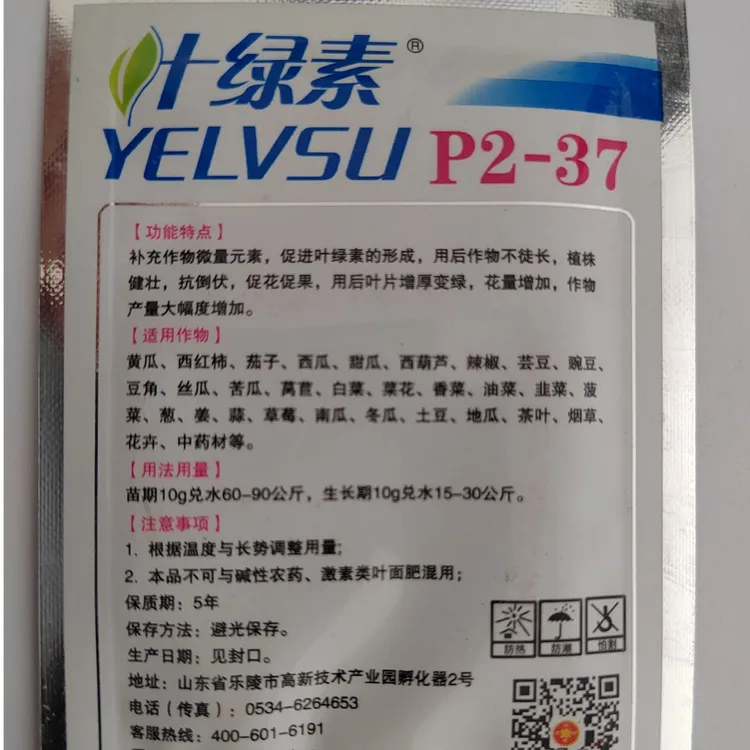 叶绿素®
YELVSU P2-37
【功能特点】
补充作物微量元素，促进叶绿素的形成，用后作物不徒长，植株
健壮，抗倒伏，促花促果，用后叶片增厚变绿，花量增加，作物
产量大幅度增加。
【适用作物】
黄瓜、西红柿、茄子、西瓜、甜瓜、西葫芦、辣椒、芸豆、豌豆、
豆角、丝瓜、苦瓜、莴苣、白菜、菜花、香菜、油菜、韭菜、菠
菜、葱、姜、蒜、草莓、南瓜、冬瓜、土豆、地瓜、茶叶、烟草、
花卉、中药材等。
【用法用量】
苗期10g兑水60-90公斤，生长期10g兑水15-30公斤。
【注意事项】
1. 根据温度与长势调整用量；
2. 本品不可与碱性农药、激素类叶面肥混用；
保质期：5年
保存方法：避光保存。
防热 防潮 怕割
生产日期：见封口。
地址：山东省乐陵市高新技术产业园孵化器2号
电话（传真）：0534-6264653
客服热线：400-601-6191